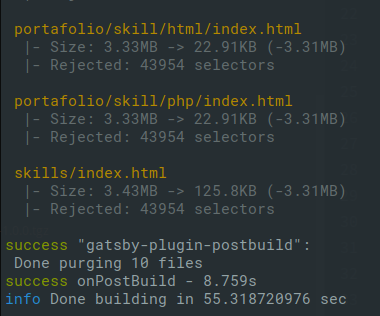 portafolio/skill/html/index.html
|- Size: 3.33MB -> 22.91KB (-3.31MB)
|- Rejected: 43954 selectors
portafolio/skill/php/index.html
|- Size: 3.33MB -> 22.91KB (-3.31MB)
|- Rejected: 43954 selectors
skills/index.html
|- Size: 3.43MB -> 125.8KB (-3.31MB)
|- Rejected: 43954 selectors
success "gatsby-plugin-postbuild":
Done purging 10 files
success onPostBuild - 8.759s
info Done building in 55.318720976 sec